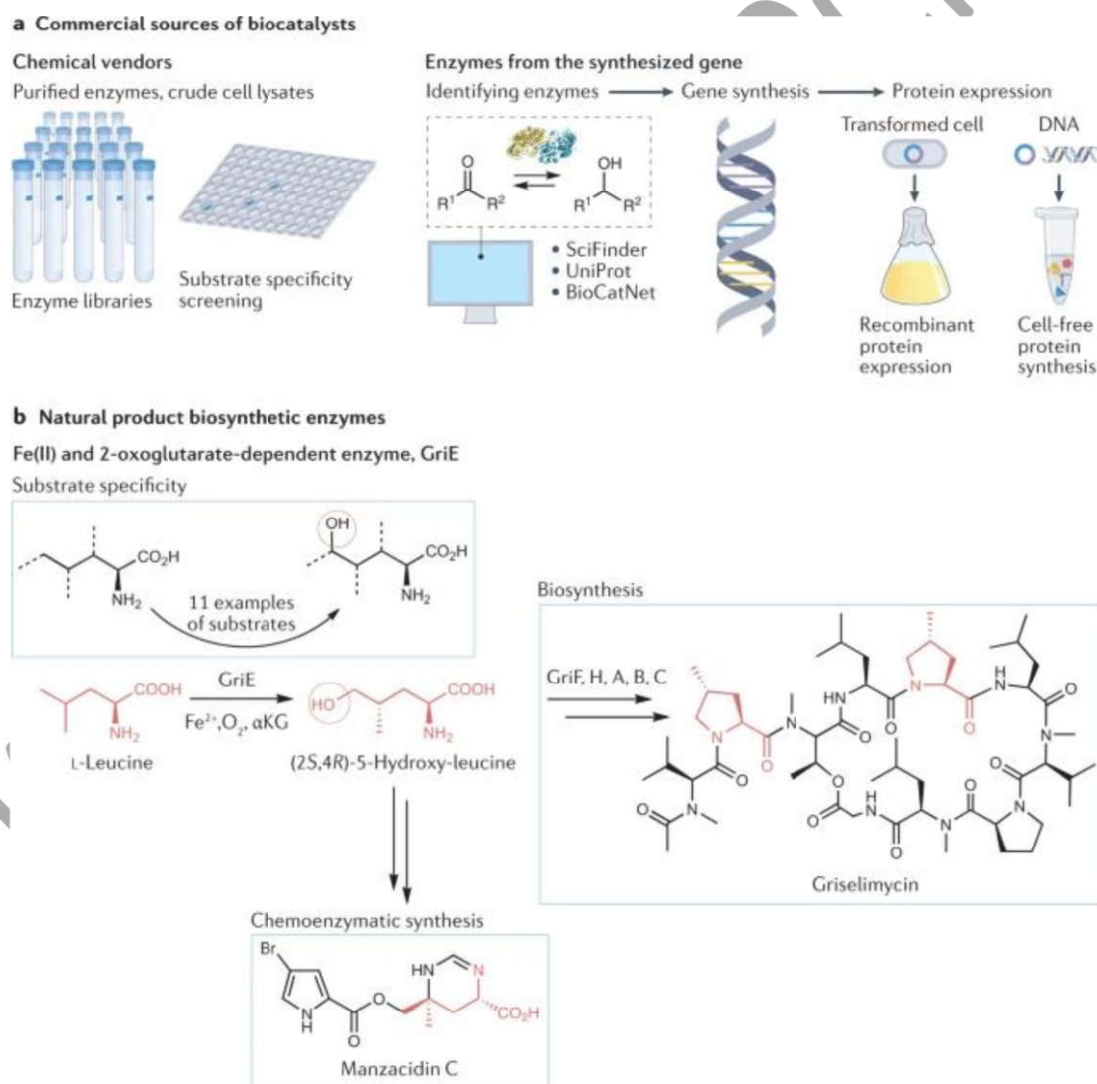 a Commercial sources of biocatalysts
Chemical vendors
Purified enzymes, crude cell lysates
Enzyme libraries
Substrate specificity
screening
Enzymes from the synthesized gene
Identifying enzymes
Gene synthesis
Protein expression
O
R¹
R²
OH
R¹
R²
• SciFinder
• UniProt
• BioCatNet
Transformed cell
DNA
Recombinant
protein
expression
Cell-free
protein
synthesis
b Natural product biosynthetic enzymes
Fe(II) and 2-oxoglutarate-dependent enzyme, GriE
Substrate specificity
CO₂H
NH₂
11 examples
of substrates
OH
CO₂H
NH₂
COOH
NH₂
L-Leucine
GriE
Fe²⁺,O₂, αKG
HO
COOH
NH₂
(2S,4R)-5-Hydroxy-leucine
Biosynthesis
GriF, H, A, B, C
N
O
O
N
O
N
O
HN
O
O
N
O
H
N
O
N
O
N
O
N
O
H
N
O
O
Griselimycin
Chemoenzymatic synthesis
Br
N
H
O
O
HN
N
CO₂H
Manzacidin C